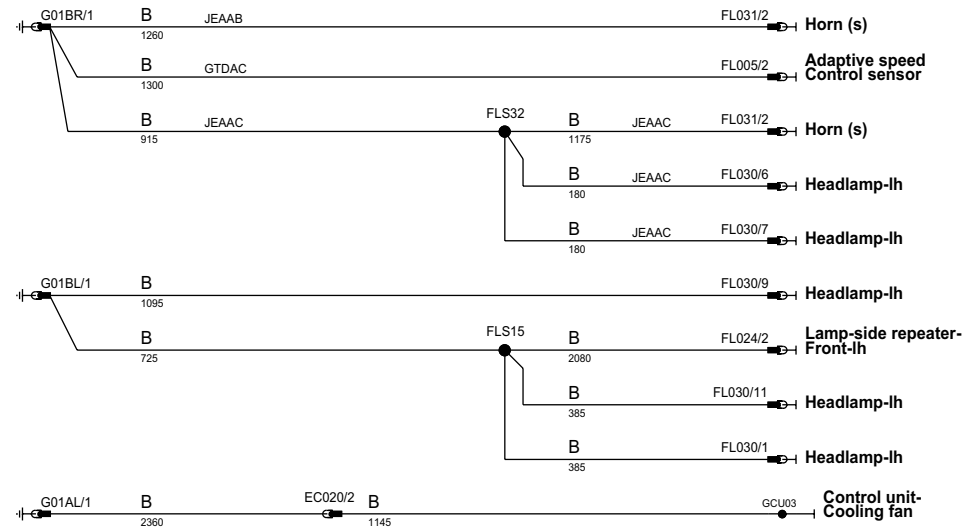 G01BR/1 B JEAAB FL031/2 Horn (s)
1260
B GTDAC FL005/2 Adaptive speed
Control sensor
1300
FLS32
B JEAAC B JEAAC FL031/2 Horn (s)
915 1175
B JEAAC FL030/6 Headlamp-lh
180
B JEAAC FL030/7 Headlamp-lh
180
G01BL/1 B FL030/9 Headlamp-lh
1095
FLS15
B B FL024/2 Lamp-side repeater-
Front-lh
725 2080
B FL030/11 Headlamp-lh
385
B FL030/1 Headlamp-lh
385
G01AL/1 B EC020/2 B GCU03 Control unit-
Cooling fan
2360 1145